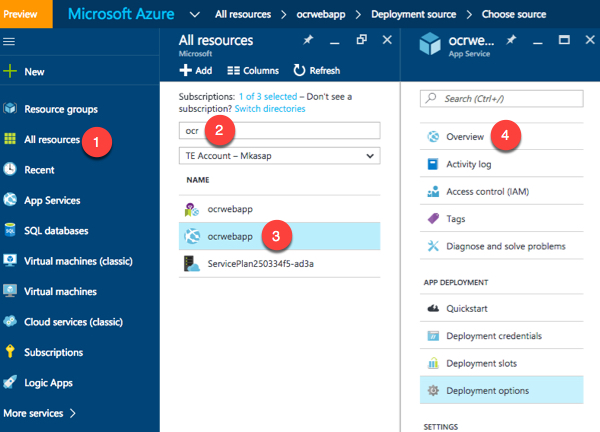 Preview
Microsoft Azure
All resources
ocrwebapp
Deployment source
Choose source
New
Resource groups
All resources
1
Recent
App Services
SQL databases
Virtual machines (classic)
Virtual machines
Cloud services (classic)
Subscriptions
Logic Apps
More services
All resources
Microsoft
Add
Columns
Refresh
Subscriptions: 1 of 3 selected – Don't see a
subscription? Switch directories
ocr
2
TE Account – Mkasap
NAME
ocrwebapp
ocrwebapp
3
ServicePlan250334f5-ad3a
ocrwe...
App Service
Search (Ctrl+/)
Overview
4
Activity log
Access control (IAM)
Tags
Diagnose and solve problems
APP DEPLOYMENT
Quickstart
Deployment credentials
Deployment slots
Deployment options
SETTINGS